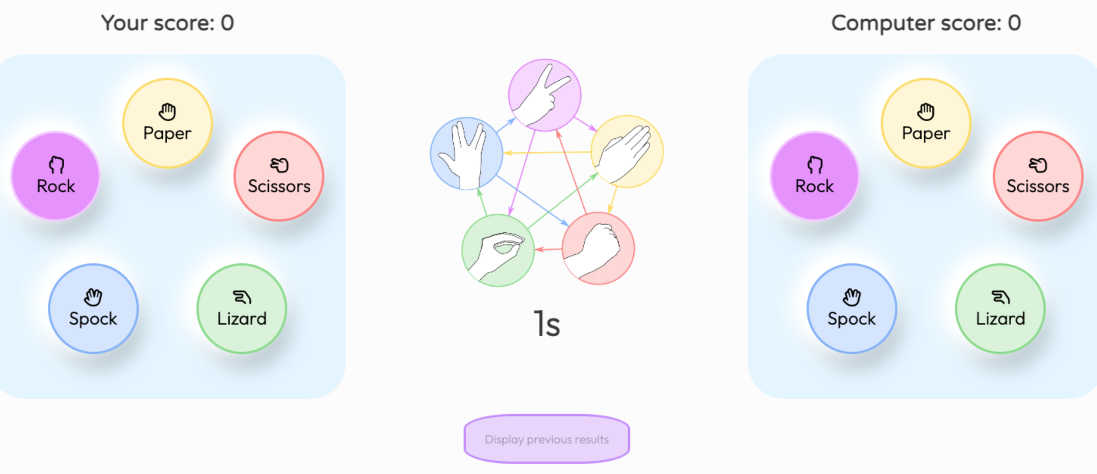 Your score: 0
Computer score: 0
Paper
Rock
Scissors
Spock
Lizard
1s
Display previous results
Paper
Rock
Scissors
Spock
Lizard